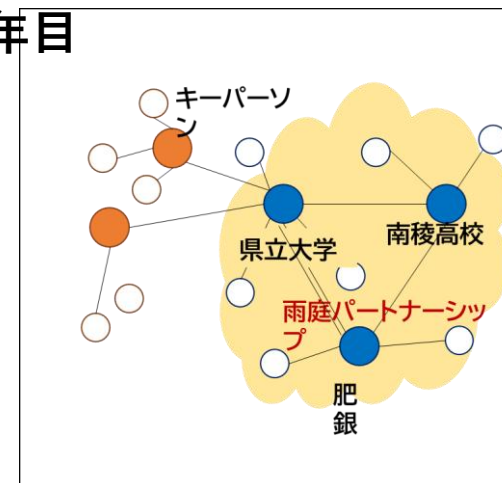 年目
キーパーソ
ン
県立大学
南稜高校
雨庭パートナーシッ
プ
肥
銀